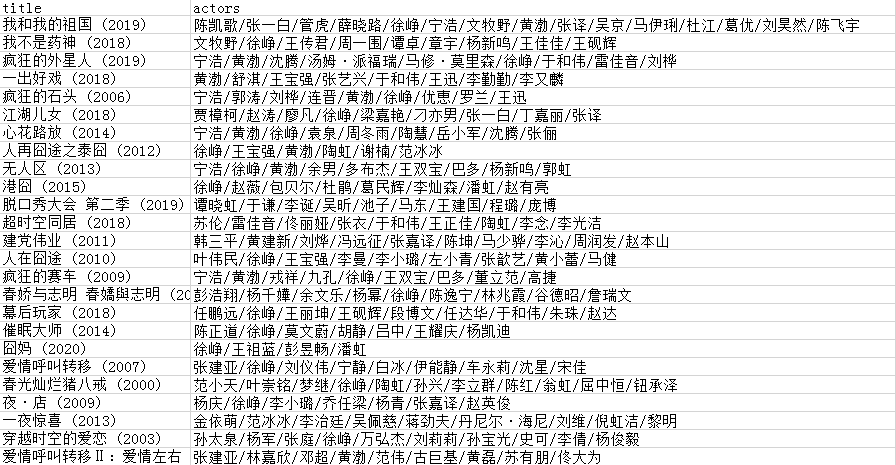 title actors
我和我的祖国 (2019) 陈凯歌/张一白/管虎/薛晓路/徐峥/宁浩/文牧野/黄渤/张译/吴京/马伊琍/杜江/葛优/刘昊然/陈飞宇
我不是药神 (2018) 文牧野/徐峥/王传君/周一围/谭卓/章宇/杨新鸣/王佳佳/王砚辉
疯狂的外星人 (2019) 宁浩/黄渤/沈腾/汤姆·派福瑞/马修·莫里森/徐峥/于和伟/雷佳音/刘桦
一出好戏 (2018) 黄渤/舒淇/王宝强/张艺兴/于和伟/王迅/李勤勤/李又麟
疯狂的石头 (2006) 宁浩/郭涛/刘桦/连晋/黄渤/徐峥/优恵/罗兰/王迅
江湖儿女 (2018) 贾樟柯/赵涛/廖凡/徐峥/梁嘉艳/刁亦男/张一白/丁嘉丽/张译
心花路放 (2014) 宁浩/黄渤/徐峥/袁泉/周冬雨/陶慧/岳小军/沈腾/张俪
人再囧途之泰囧 (2012) 徐峥/王宝强/黄渤/陶虹/谢楠/范冰冰
无人区 (2013) 宁浩/徐峥/黄渤/余男/多布杰/王双宝/巴多/杨新鸣/郭虹
港囧 (2015) 徐峥/赵薇/包贝尔/杜鹃/葛民辉/李灿森/潘虹/赵有亮
脱口秀大会 第二季 (2019) 谭晓虹/于谦/李诞/吴昕/池子/马东/王建国/程璐/庞博
超时空同居 (2018) 苏伦/雷佳音/佟丽娅/张衣/于和伟/王正佳/陶虹/李念/李光洁
建党伟业 (2011) 韩三平/黄建新/刘烨/冯远征/张嘉译/陈坤/马少骅/李沁/周润发/赵本山
人在囧途 (2010) 叶伟民/徐峥/王宝强/李曼/李小璐/左小青/张歆艺/黄小蕾/马健
疯狂的赛车 (2009) 宁浩/黄渤/戎祥/九孔/徐峥/王双宝/巴多/董立范/高捷
春娇与志明 春嬌與志明 (20 彭浩翔/杨千嬅/余文乐/杨幂/徐峥/陈逸宁/林兆霞/谷德昭/詹瑞文
幕后玩家 (2018) 任鹏远/徐峥/王丽坤/王砚辉/段博文/任达华/于和伟/朱珠/赵达
催眠大师 (2014) 陈正道/徐峥/莫文蔚/胡静/吕中/王耀庆/杨凯迪
囧妈 (2020) 徐峥/王祖蓝/彭昱畅/潘虹
爱情呼叫转移 (2007) 张建亚/徐峥/刘仪伟/宁静/白冰/伊能静/车永莉/沈星/宋佳
春光灿烂猪八戒 (2000) 范小天/叶崇铭/梦继/徐峥/陶虹/孙兴/李立群/陈红/翁虹/屈中恒/钮承泽
夜·店 (2009) 杨庆/徐峥/李小璐/乔任梁/杨青/张嘉译/赵英俊
一夜惊喜 (2013) 金依萌/范冰冰/李治廷/吴佩慈/蒋劲夫/丹尼尔·海尼/刘维/倪虹洁/黎明
穿越时空的爱恋 (2003) 孙太泉/杨军/张庭/徐峥/万弘杰/刘莉莉/孙宝光/史可/李倩/杨俊毅
爱情呼叫转移Ⅱ：爱情左右 张建亚/林嘉欣/邓超/黄渤/范伟/古巨基/黄磊/苏有朋/佟大为